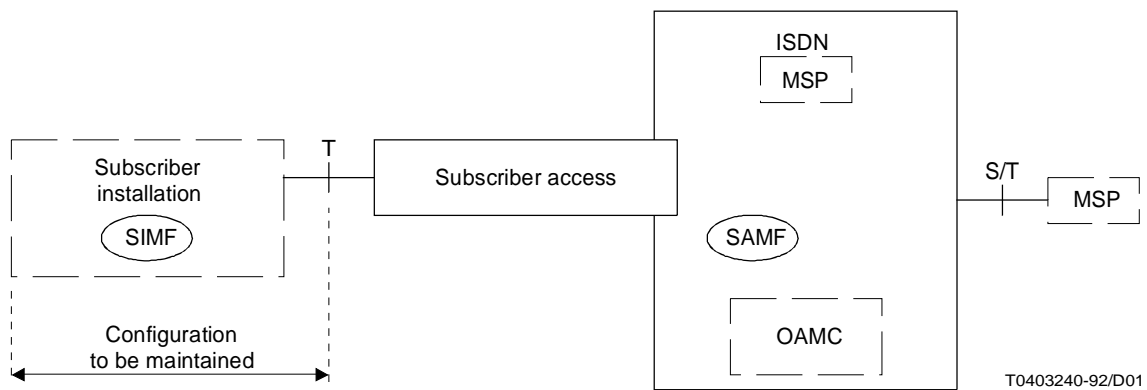 ISDN
MSP
T
Subscriber
installation
Subscriber access
S/T
MSP
SIMF
SAMF
Configuration
to be maintained
OAMC
T0403240-92/D01